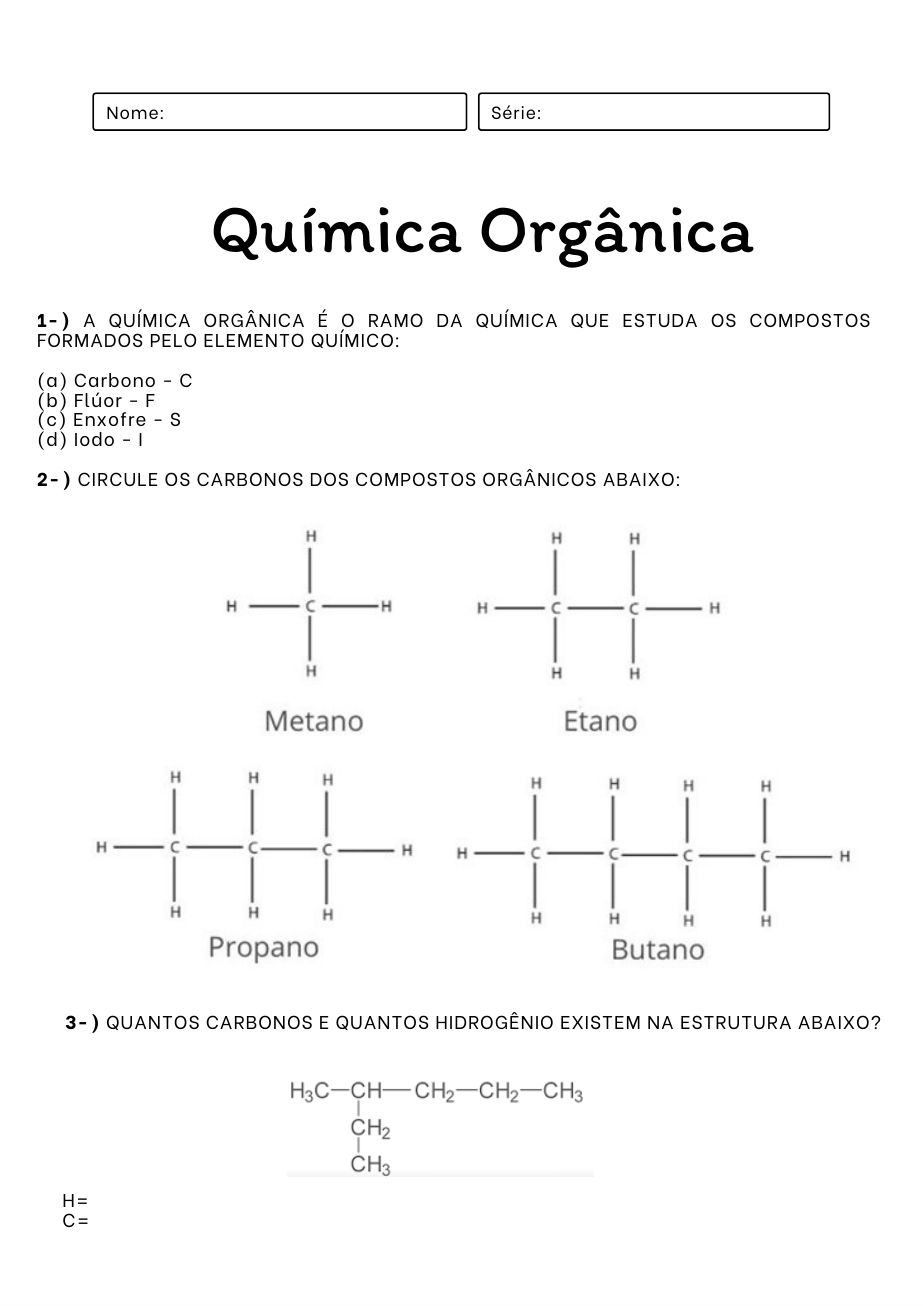 Nome:
Série:
Química Orgânica
1-) A QUÍMICA ORGÂNICA É O RAMO DA QUÍMICA QUE ESTUDA OS COMPOSTOS
FORMADOS PELO ELEMENTO QUÍMICO:
(a) Carbono - C
(b) Flúor - F
(c) Enxofre - S
(d) Iodo - I
2-) CIRCULE OS CARBONOS DOS COMPOSTOS ORGÂNICOS ABAIXO:
H
H — C — H
H
Metano
H H
H — C — C — H
H H
Etano
H H H
H — C — C — C — H
H H H
Propano
H H H H
H — C — C — C — C — H
H H H H
Butano
3-) QUANTOS CARBONOS E QUANTOS HIDROGÊNIO EXISTEM NA ESTRUTURA ABAIXO?
H₃C—CH—CH₂—CH₂—CH₃
CH₂
CH₃
H=
C=